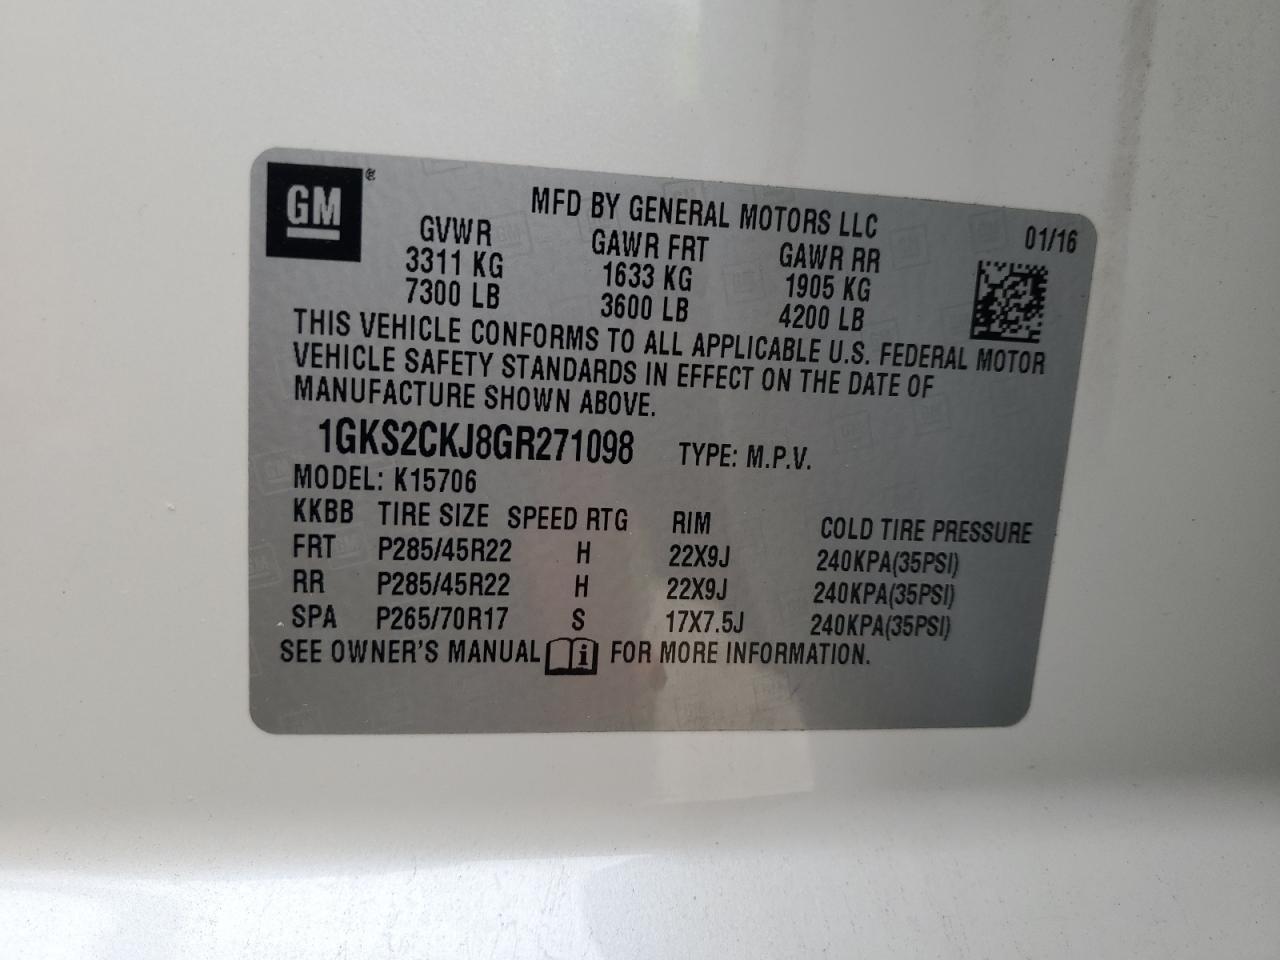 GM ®
MFD BY GENERAL MOTORS LLC
01/16
GVWR GAWR FRT GAWR RR
3311 KG 1633 KG 1905 KG
7300 LB 3600 LB 4200 LB
THIS VEHICLE CONFORMS TO ALL APPLICABLE U.S. FEDERAL MOTOR
VEHICLE SAFETY STANDARDS IN EFFECT ON THE DATE OF
MANUFACTURE SHOWN ABOVE.
1GKS2CKJ8GR271098 TYPE: M.P.V.
MODEL: K15706
KKBB TIRE SIZE SPEED RTG RIM COLD TIRE PRESSURE
FRT P285/45R22 H 22X9J 240KPA(35PSI)
RR P285/45R22 H 22X9J 240KPA(35PSI)
SPA P265/70R17 S 17X7.5J 240KPA(35PSI)
SEE OWNER'S MANUAL i FOR MORE INFORMATION.